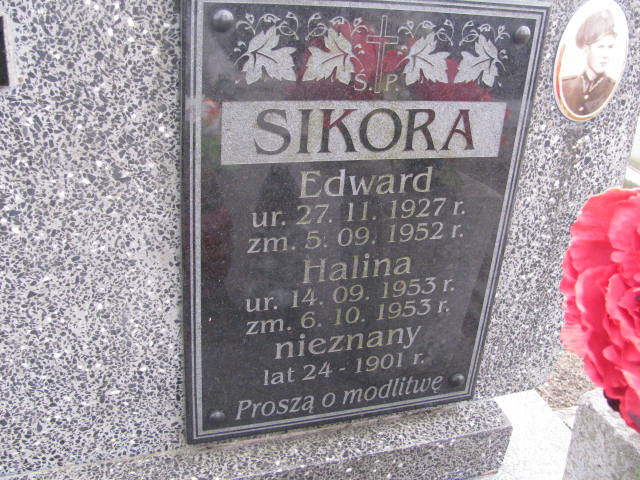 Ś. P.
SIKORA
Edward
ur. 27. 11. 1927 r.
zm. 5. 09. 1952 r.
Halina
ur. 14. 09. 1953 r.
zm. 6. 10. 1953 r.
nieznany
lat 24 - 1901 r.
Proszą o modlitwę